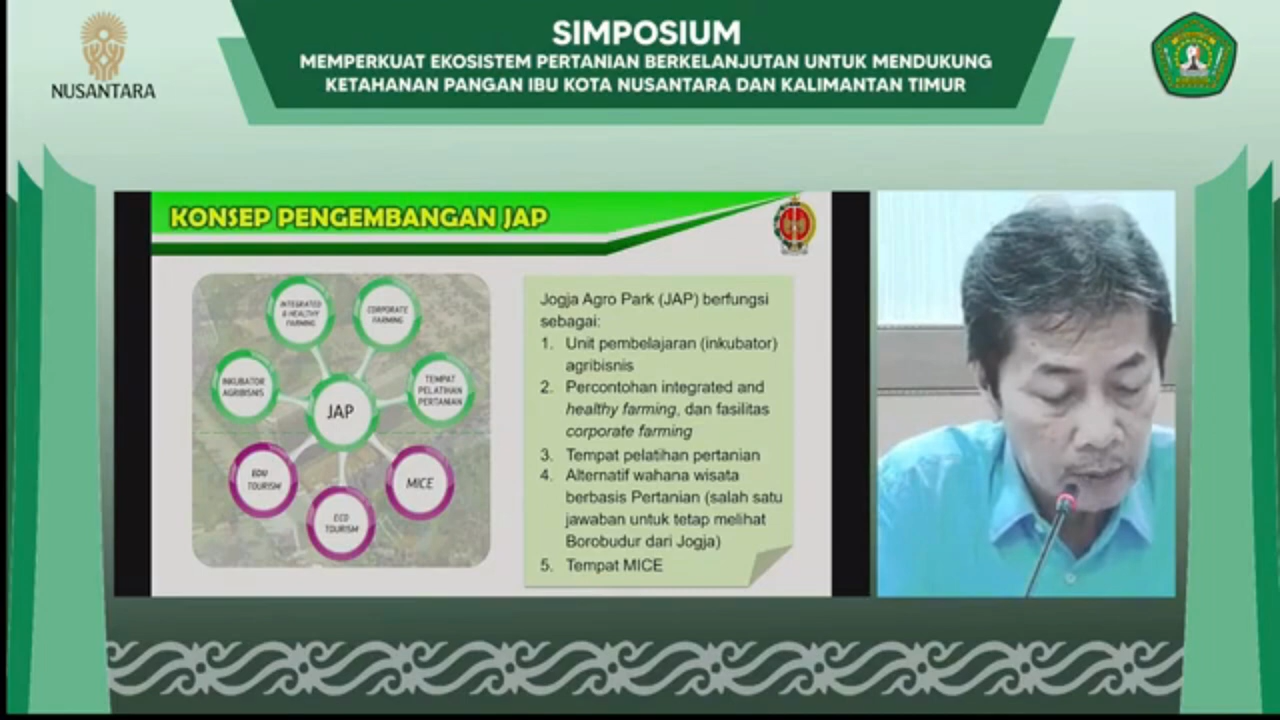 SIMPOSIUM
MEMPERKUAT EKOSISTEM PERTANIAN BERKELANJUTAN UNTUK MENDUKUNG
KETAHANAN PANGAN IBU KOTA NUSANTARA DAN KALIMANTAN TIMUR
NUSANTARA
KONSEP PENGEMBANGAN JAP
INTEGRATED
& HEALTHY
FARMING
CORPORATE
FARMING
INKUBATOR
AGRIBISNIS
TEMPAT
PELATIHAN
PERTANIAN
JAP
EDU
TOURISM
MICE
ECO
TOURISM
Jogja Agro Park (JAP) berfungsi
sebagai:
1. Unit pembelajaran (inkubator)
agribisnis
2. Percontohan integrated and
healthy farming, dan fasilitas
corporate farming
3. Tempat pelatihan pertanian
4. Alternatif wahana wisata
berbasis Pertanian (salah satu
jawaban untuk tetap melihat
Borobudur dari Jogja)
5. Tempat MICE